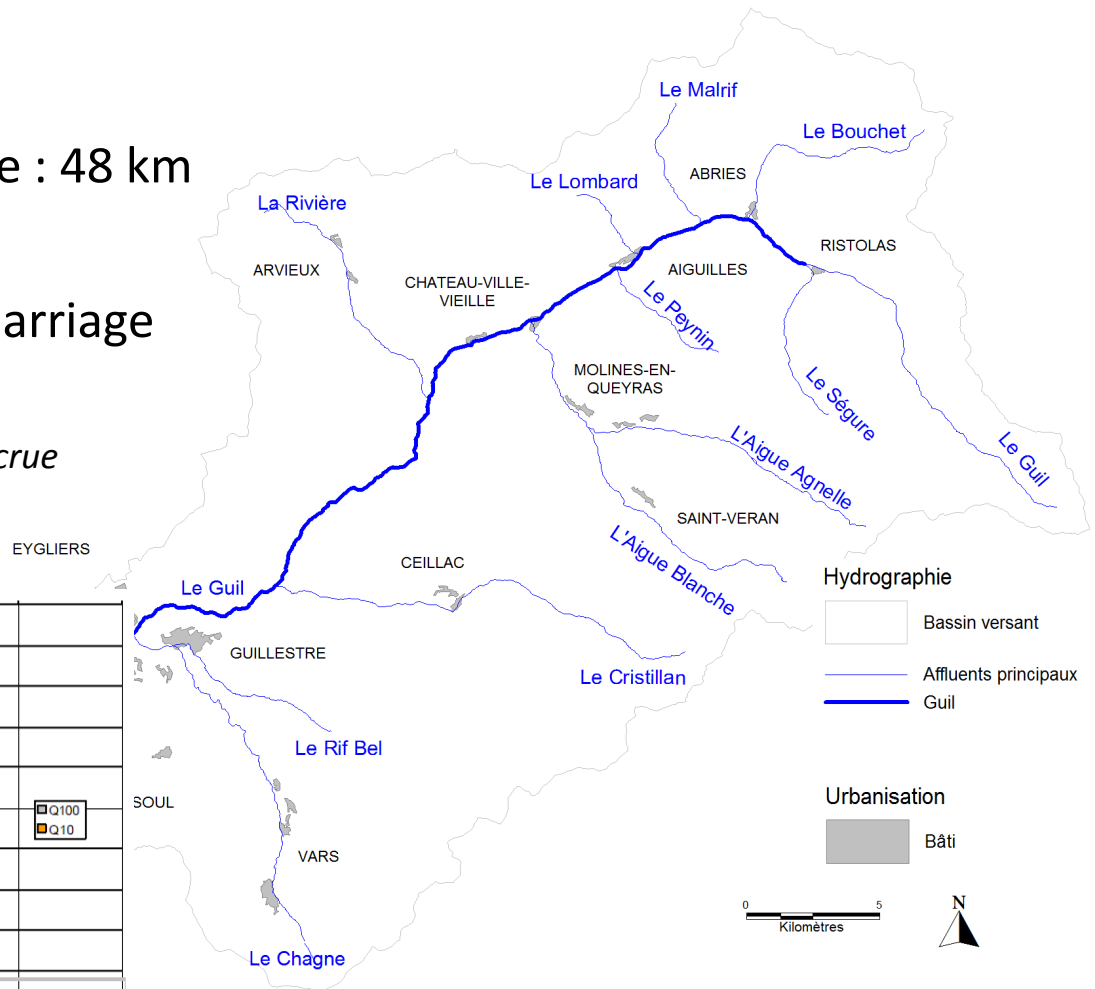 e : 48 km
arriage
crue
Le Malrif
Le Bouchet
ABRIES
Le Lombard
La Rivière
RISTOLAS
ARVIEUX
AIGUILLES
CHATEAU-VILLE-
VIEILLE
Le Peynin
MOLINES-EN-
QUEYRAS
Le Ségure
L'Aigue Agnelle
Le Guil
SAINT-VERAN
EYGLIERS
L'Aigue Blanche
CEILLAC
Le Guil
GUILLESTRE
Le Cristillan
Le Rif Bel
SOUL
Q100
Q10
VARS
Le Chagne
Hydrographie
Bassin versant
Affluents principaux
Guil
Urbanisation
Bâti
0 5
Kilomètres
N